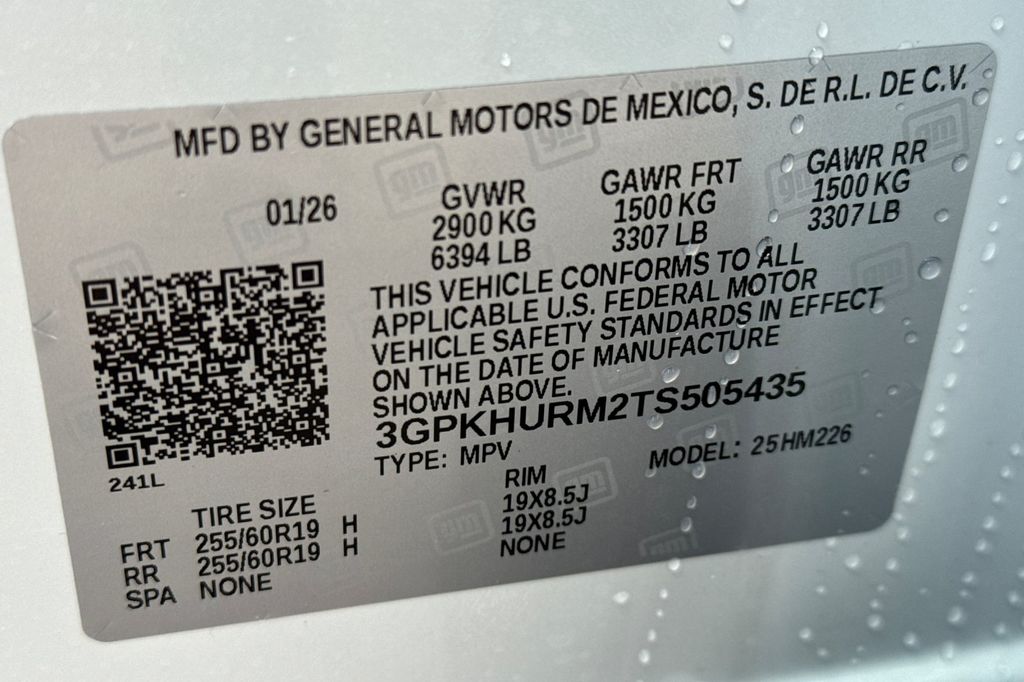 MFD BY GENERAL MOTORS DE MEXICO, S. DE R.L. DE C.V.
01/26
GVWR
2900 KG
6394 LB
GAWR FRT
1500 KG
3307 LB
GAWR RR
1500 KG
3307 LB
THIS VEHICLE CONFORMS TO ALL
APPLICABLE U.S. FEDERAL MOTOR
VEHICLE SAFETY STANDARDS IN EFFECT
ON THE DATE OF MANUFACTURE
SHOWN ABOVE.
3GPKHURM2TS505435
TYPE: MPV MODEL: 25HM226
241L
TIRE SIZE RIM
FRT 255/60R19 H 19X8.5J
RR 255/60R19 H 19X8.5J
SPA NONE NONE